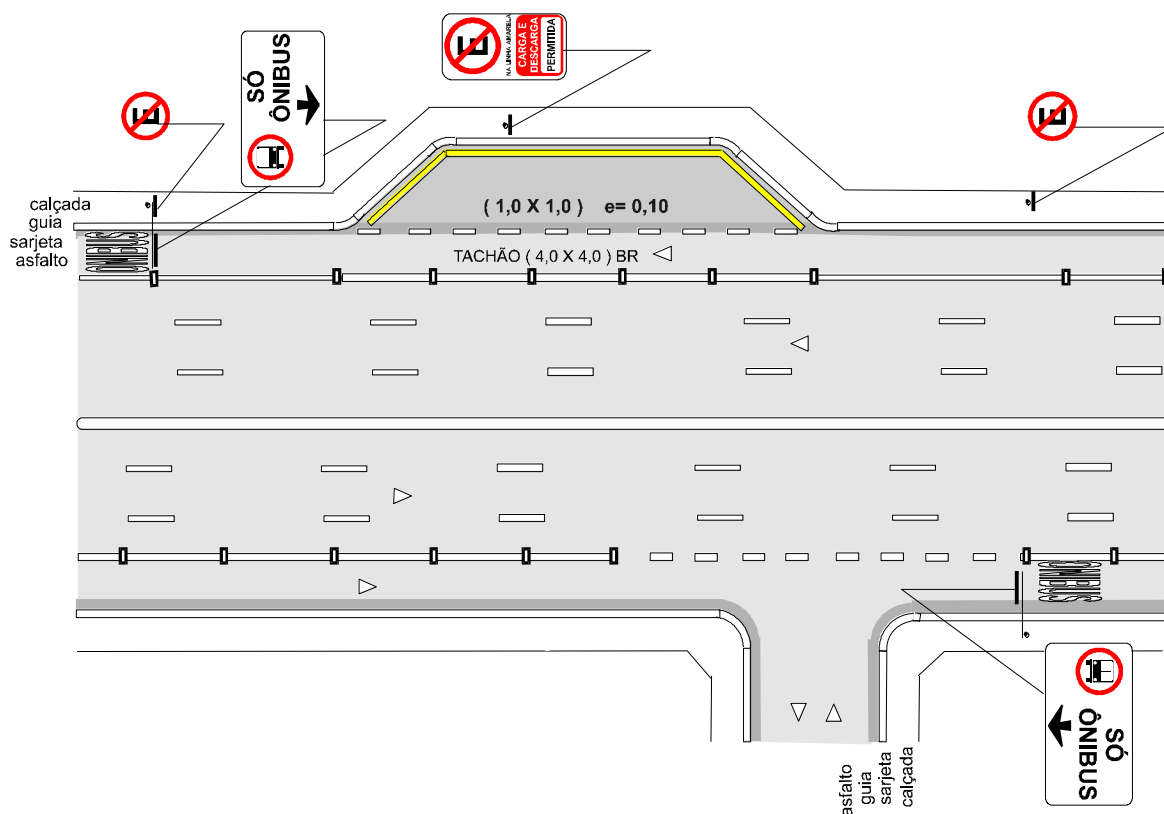 E
NA LINHA AMARELA
CARGA E
DESCARGA
PERMITIDA
SÓ
ÔNIBUS
E
E
calçada
guia
sarjeta
asfalto
ÔNIBUS
( 1,0 X 1,0 ) e= 0,10
TACHÃO ( 4,0 X 4,0 ) BR
ÔNIBUS
SÓ
ÔNIBUS
asfalto
guia
sarjeta
calçada